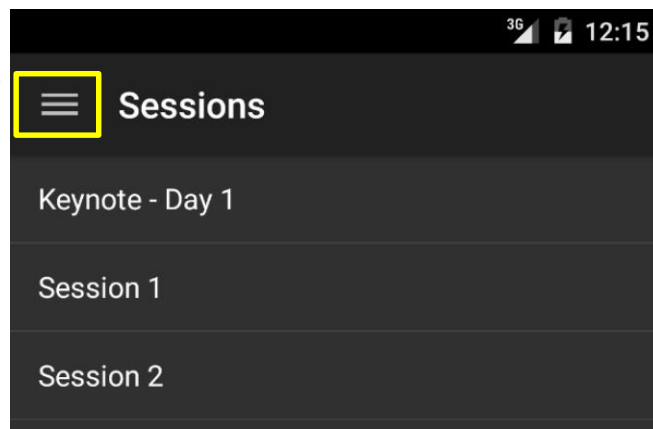 3G 12:15
Sessions
Keynote - Day 1
Session 1
Session 2